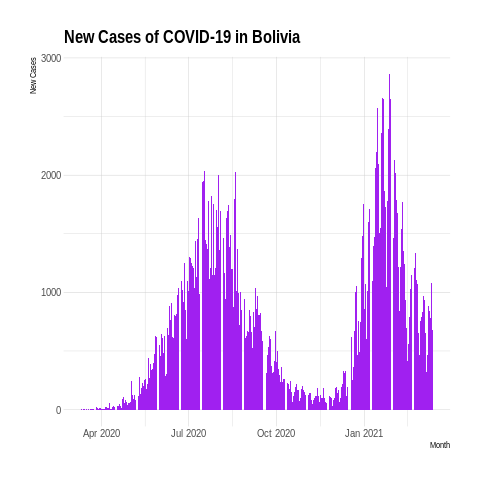 New Cases of COVID-19 in Bolivia
New Cases
3000
2000
1000
0
Apr 2020 Jul 2020 Oct 2020 Jan 2021
Month